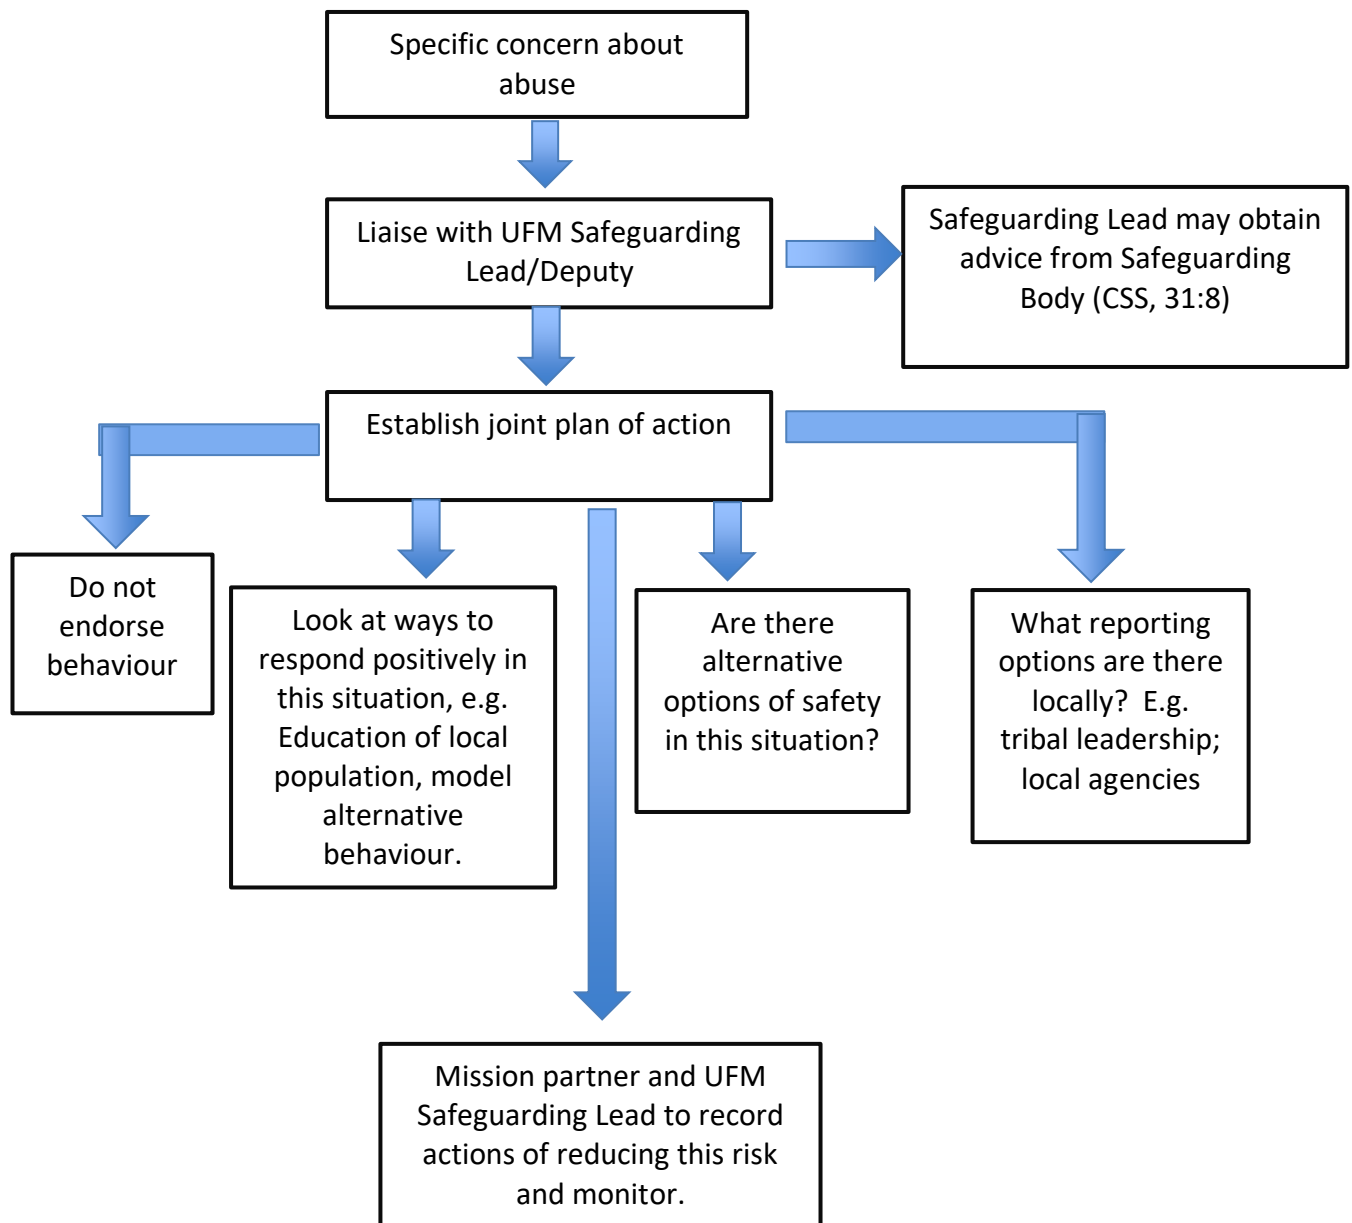 Specific concern about
abuse
Liaise with UFM Safeguarding
Lead/Deputy
Safeguarding Lead may obtain
advice from Safeguarding
Body (CSS, 31:8)
Establish joint plan of action
Do not
endorse
behaviour
Look at ways to
respond positively in
this situation, e.g.
Education of local
population, model
alternative
behaviour.
Are there
alternative
options of safety
in this situation?
What reporting
options are there
locally?  E.g.
tribal leadership;
local agencies
Mission partner and UFM
Safeguarding Lead to record
actions of reducing this risk
and monitor.